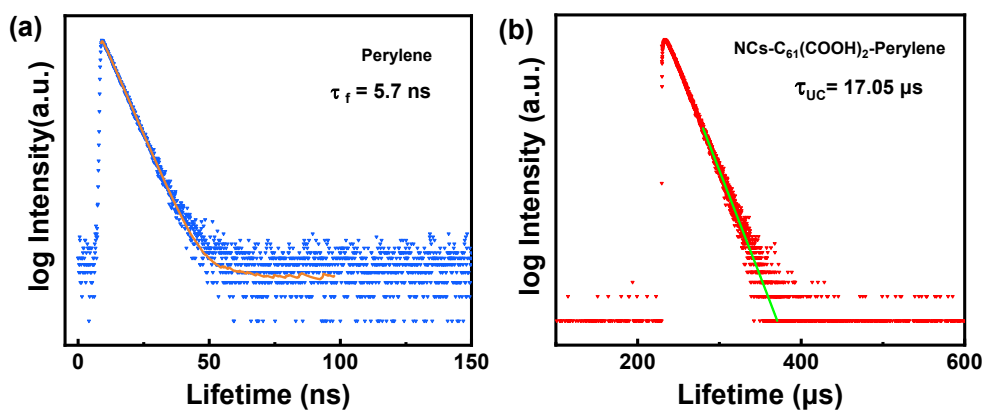 (a)
Perylene
τ f = 5.7 ns
log Intensity(a.u.)
0
50
100
150
Lifetime (ns)
(b)
NCs-C61(COOH)2-Perylene
τUC= 17.05 µs
log Intensity (a.u.)
200
400
600
Lifetime (µs)